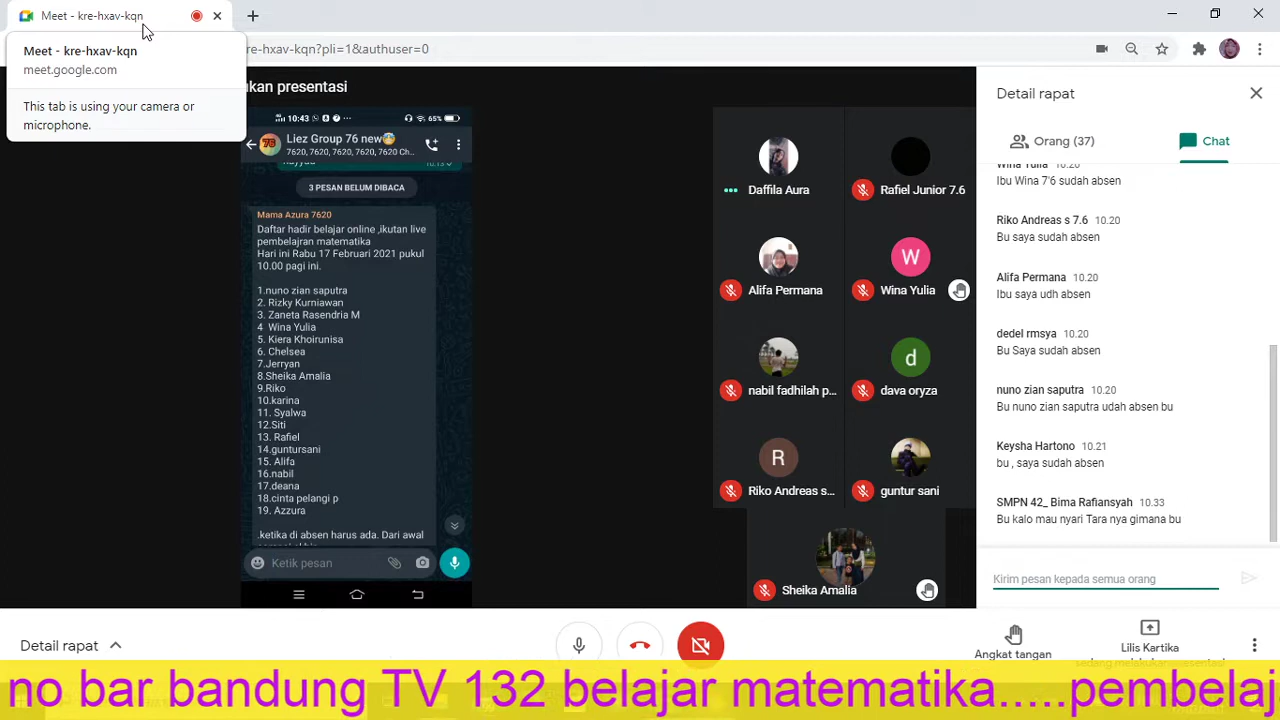 Meet - kre-hxav-kqn
Meet - kre-hxav-kqn
meet.google.com
This tab is using your camera or
microphone.
re-hxav-kqn?pli=1&authuser=0
kan presentasi
10:43
65%
Liez Group 76 new
7620, 7620, 7620, 7620 Ch...
10:13
3 PESAN BELUM DIBACA
Mama Azura 7620
Daftar hadir belajar online ,ikutan live
pembelajran matematika
Hari ini Rabu 17 Februari 2021 pukul
10.00 pagi ini.
1.nuno zian saputra
2. Rizky Kurniawan
3. Zaneta Rasendria M
4 Wina Yulia
5. Kiera Khoirunisa
6. Chelsea
7.Jerryan
8.Sheika Amalia
9.Riko
10.karina
11. Syalwa
12.Siti
13. Rafiel
14.guntursani
15. Alifa
16.nabil
17.deana
18.cinta pelangi p
19. Azzura
.ketika di absen harus ada. Dari awal
Ketik pesan
Daffila Aura
Rafiel Junior 7.6
Alifa Permana
W
Wina Yulia
nabil fadhilah p...
d
dava oryza
R
Riko Andreas s...
guntur sani
Sheika Amalia
Detail rapat
Orang (37)
Chat
Wina Yulia 10.20
Ibu Wina 7'6 sudah absen
Riko Andreas s 7.6 10.20
Bu saya sudah absen
Alifa Permana 10.20
Ibu saya udh absen
dedel rmsya 10.20
Bu Saya sudah absen
nuno zian saputra 10.20
Bu nuno zian saputra udah absen bu
Keysha Hartono 10.21
bu , saya sudah absen
SMPN 42_ Bima Rafiansyah 10.33
Bu kalo mau nyari Tara nya gimana bu
Kirim pesan kepada semua orang
Detail rapat
Angkat tangan
Lilis Kartika
sedang melakukan presentasi
no bar bandung TV 132 belajar matematika.....pembelaj